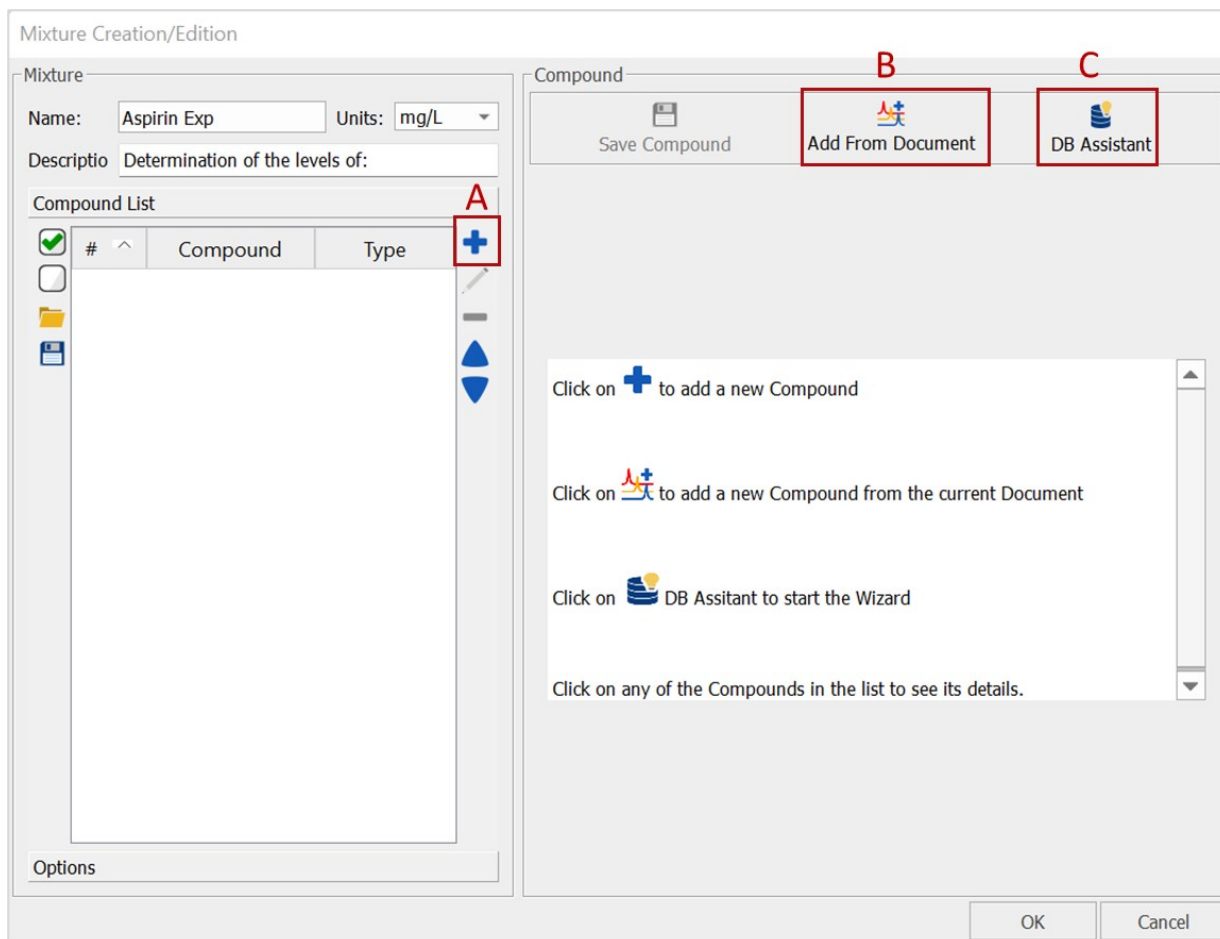 Mixture Creation/Edition
Mixture
Name: Aspirin Exp Units: mg/L
Descriptio Determination of the levels of:
Compound List
A
# Compound Type
Options
Compound
B
C
Save Compound Add From Document DB Assistant
Click on to add a new Compound
Click on to add a new Compound from the current Document
Click on DB Assitant to start the Wizard
Click on any of the Compounds in the list to see its details.
OK Cancel